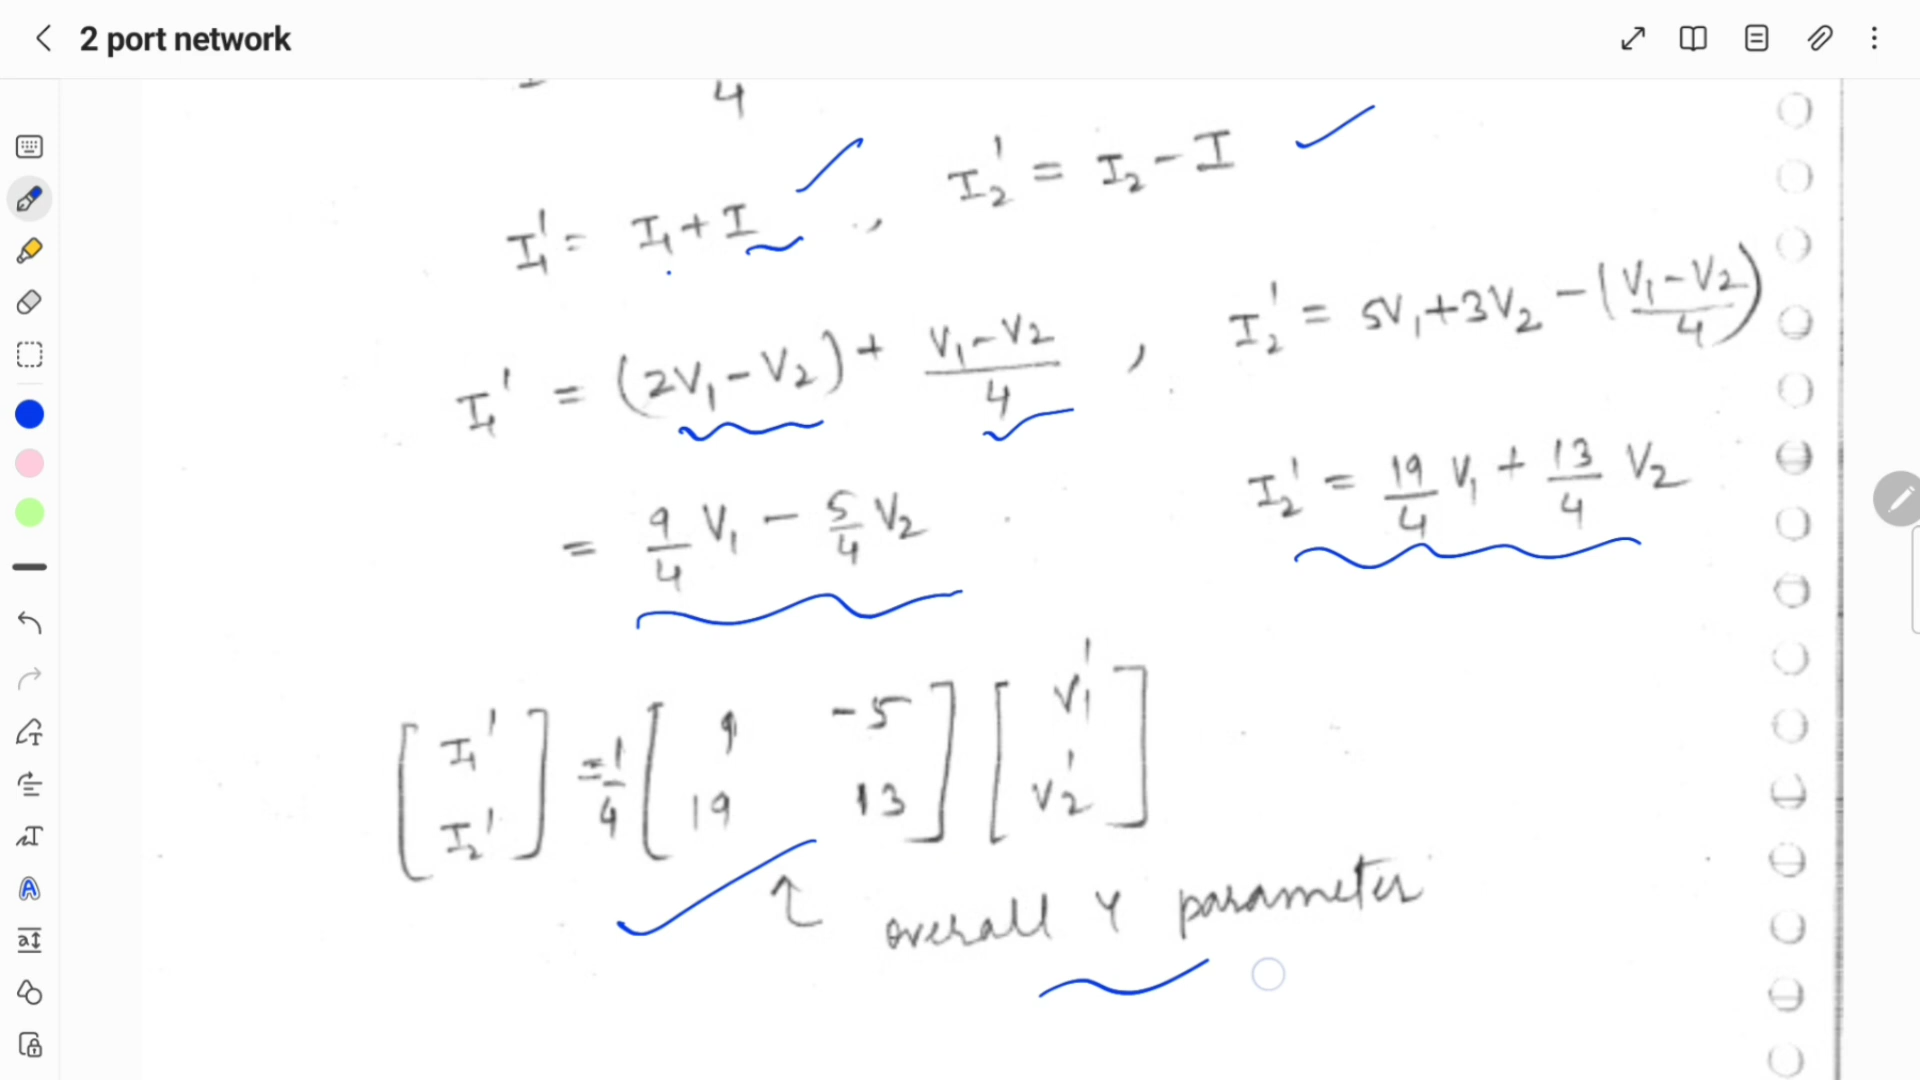 2 port network
4
I₁' = I₁ + I , I₂' = I₂ - I
I₁' = (2V₁ - V₂) + (V₁ - V₂)/4 , I₂' = 5V₁ + 3V₂ - ((V₁ - V₂)/4)
= 9/4 V₁ - 5/4 V₂ I₂' = 19/4 V₁ + 13/4 V₂
[I₁' I₂'] = 1/4 [9 -5 19 13] [V₁' V₂']
↑ overall Y parameter